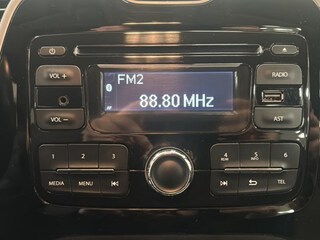 FM2
VOL +
88.80 MHz
RADIO
VOL −
AST
1 2 3
4 5 6
MEDIA MENU
TEL